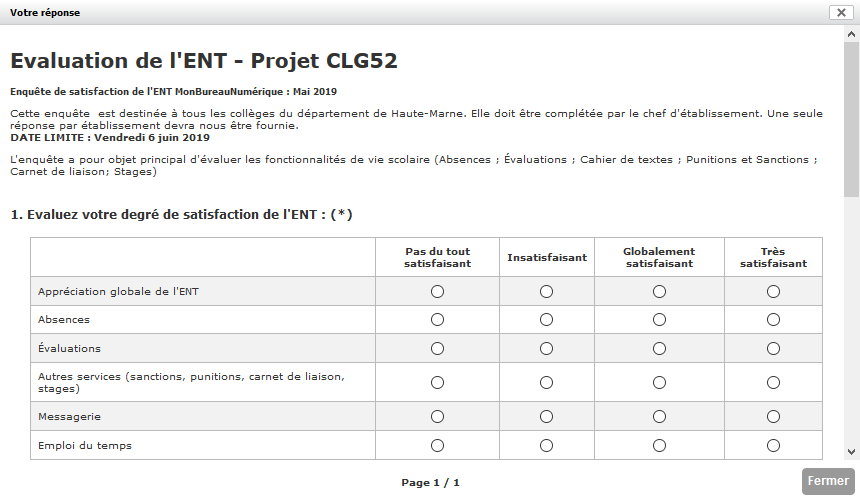 Votre réponse
Evaluation de l'ENT - Projet CLG52
Enquête de satisfaction de l'ENT MonBureauNumérique : Mai 2019
Cette enquête est destinée à tous les collèges du département de Haute-Marne. Elle doit être complétée par le chef d'établissement. Une seule
réponse par établissement devra nous être fournie.
DATE LIMITE : Vendredi 6 juin 2019
L'enquête a pour objet principal d'évaluer les fonctionnalités de vie scolaire (Absences ; Évaluations ; Cahier de textes ; Punitions et Sanctions ;
Carnet de liaison; Stages)
1. Evaluez votre degré de satisfaction de l'ENT : (*)
Pas du tout
satisfaisant
Insatisfaisant
Globalement
satisfaisant
Très
satisfaisant
Appréciation globale de l'ENT
Absences
Évaluations
Autres services (sanctions, punitions, carnet de liaison,
stages)
Messagerie
Emploi du temps
Page 1 / 1
Fermer